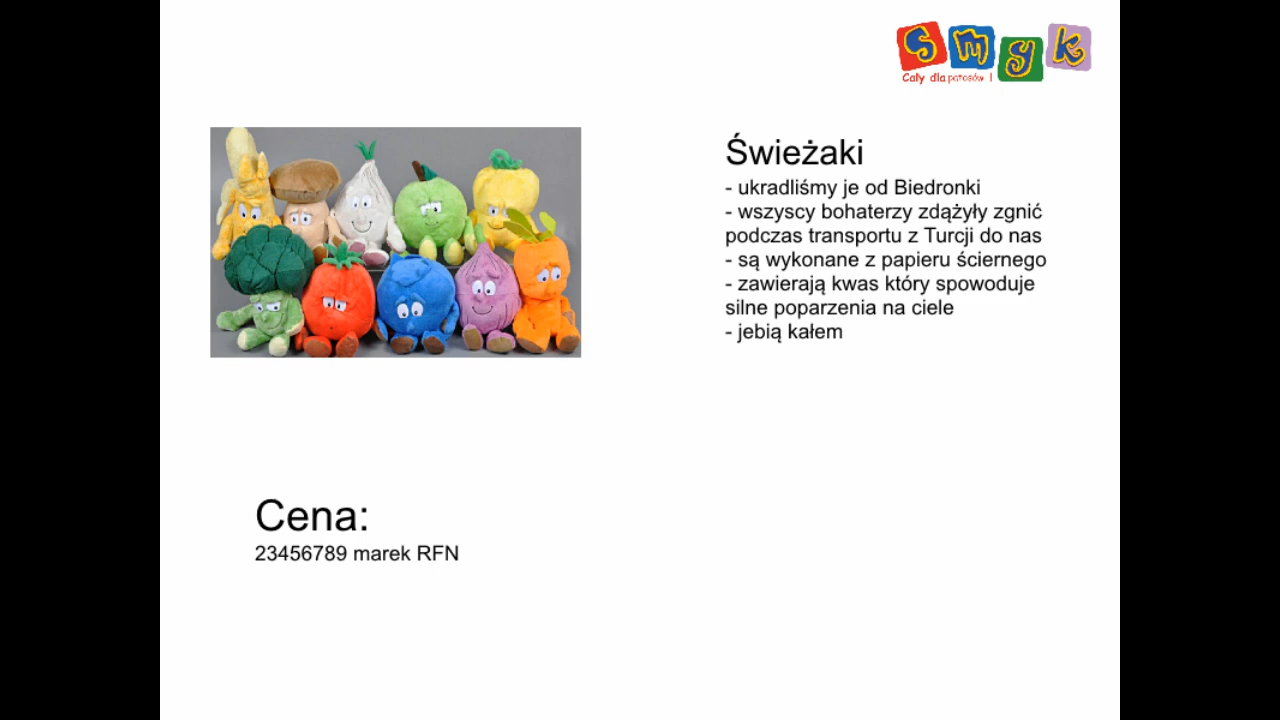 smyk
Cały dla patosów !
Świeżaki
- ukradliśmy je od Biedronki
- wszyscy bohaterzy zdążyły zgnić
podczas transportu z Turcji do nas
- są wykonane z papieru ściernego
- zawierają kwas który spowoduje
silne poparzenia na ciele
- jebią kałem
Cena:
23456789 marek RFN